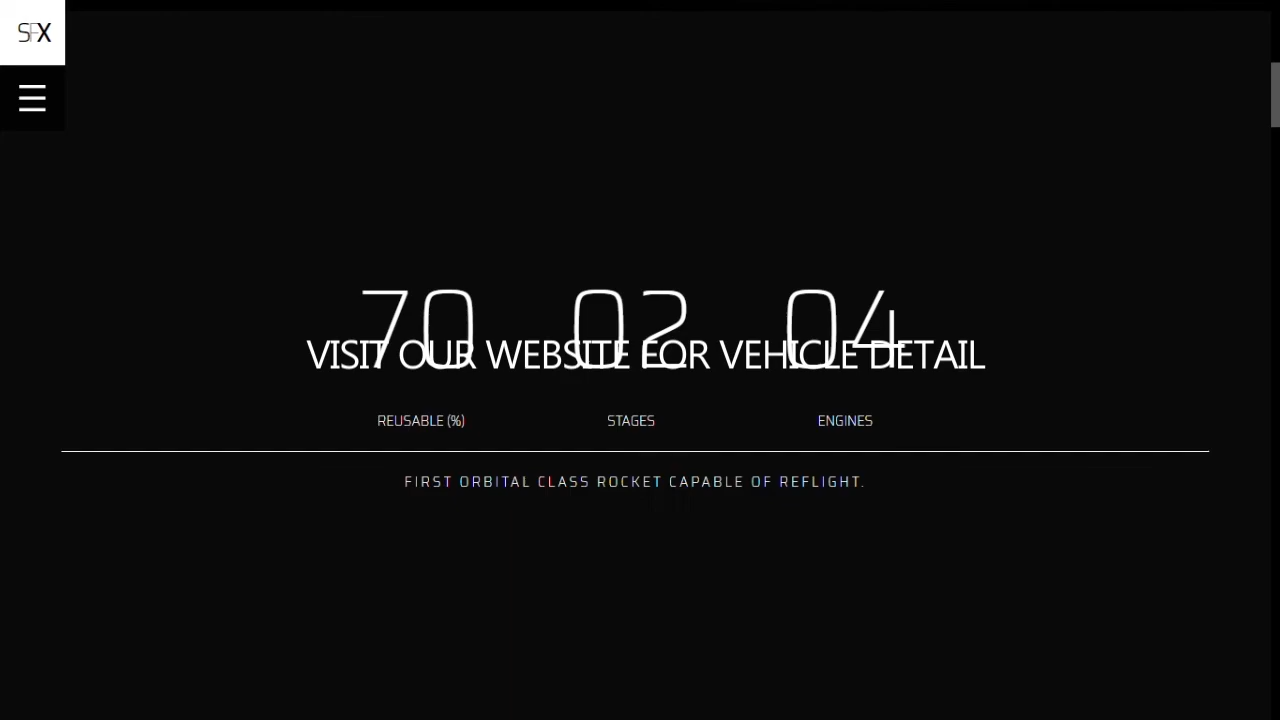 SFX
70 02 04
VISIT OUR WEBSITE FOR VEHICLE DETAIL
REUSABLE (%) STAGES ENGINES
FIRST ORBITAL CLASS ROCKET CAPABLE OF REFLIGHT.